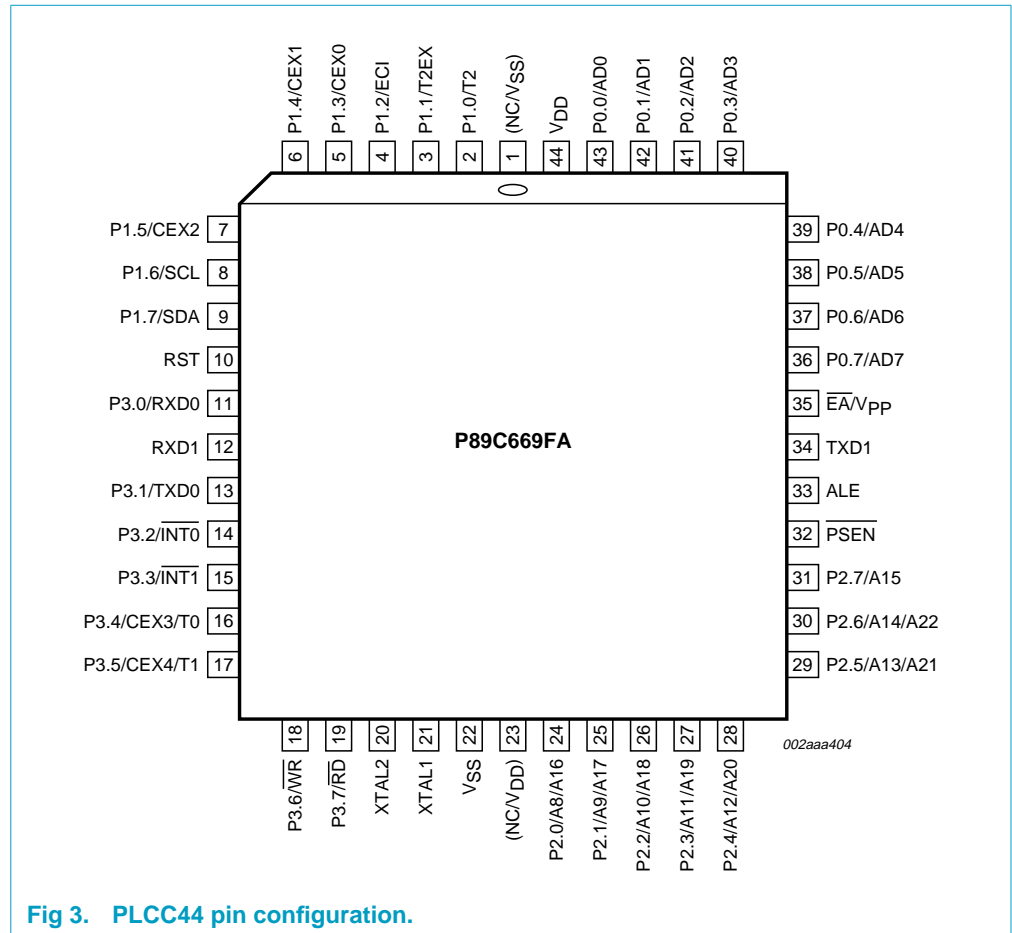 P1.4/CEX1
P1.3/CEX0
P1.2/ECI
P1.1/T2EX
P1.0/T2
(NC/VSS)
VDD
P0.0/AD0
P0.1/AD1
P0.2/AD2
P0.3/AD3
6
5
4
3
2
1
44
43
42
41
40
P1.5/CEX2 7
P1.6/SCL 8
P1.7/SDA 9
RST 10
P3.0/RXD0 11
RXD1 12
P3.1/TXD0 13
P3.2/INT0 14
P3.3/INT1 15
P3.4/CEX3/T0 16
P3.5/CEX4/T1 17
P89C669FA
39 P0.4/AD4
38 P0.5/AD5
37 P0.6/AD6
36 P0.7/AD7
35 EA/VPP
34 TXD1
33 ALE
32 PSEN
31 P2.7/A15
30 P2.6/A14/A22
29 P2.5/A13/A21
18
19
20
21
22
23
24
25
26
27
28
P3.6/WR
P3.7/RD
XTAL2
XTAL1
VSS
(NC/VDD)
P2.0/A8/A16
P2.1/A9/A17
P2.2/A10/A18
P2.3/A11/A19
P2.4/A12/A20
002aaa404
Fig 3. PLCC44 pin configuration.